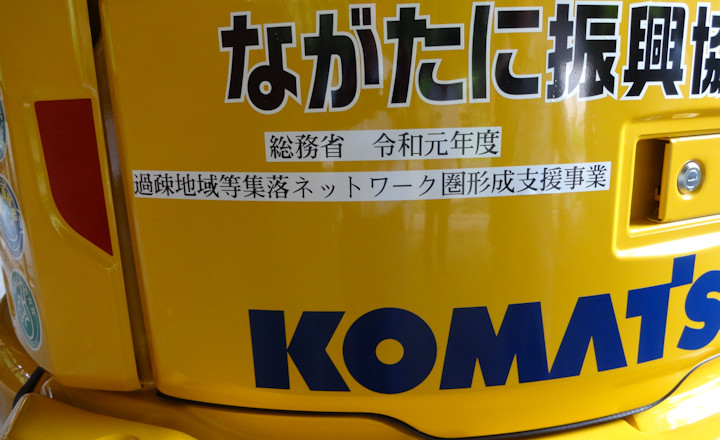 ながたに振興協
総務省　令和元年度
過疎地域等集落ネットワーク圏形成支援事業
KOMATS